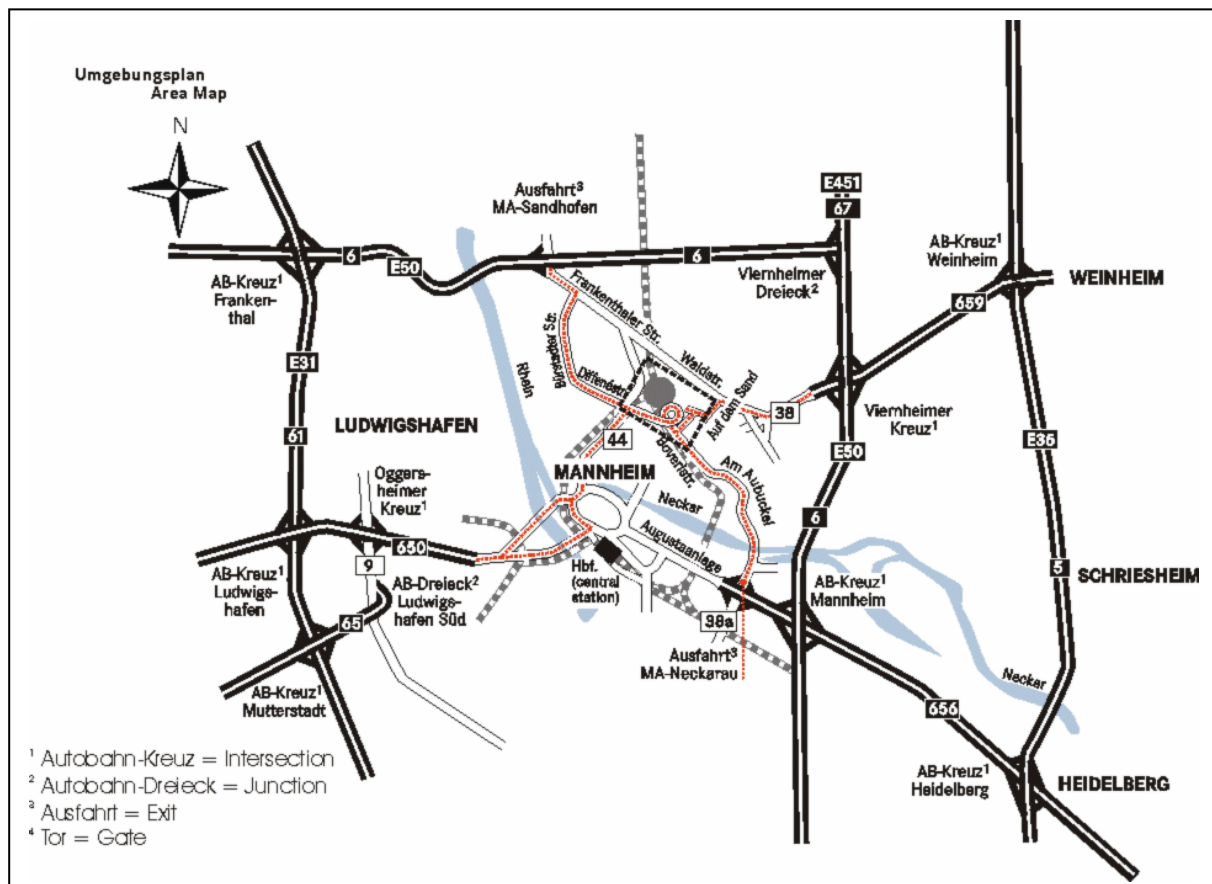 Umgebungsplan
Area Map
N
Ausfahrt³
MA-Sandhofen
E451
67
AB-Kreuz¹
Weinheim
WEINHEIM
6
E50
6
AB-Kreuz¹
Franken-
thal
Viernheimer
Dreieck²
659
Frankenthaler Str.
Bürstadter Str.
Rhein
Waldstr.
Diffenéstr.
Auf dem Sand
38
Viernheimer
Kreuz¹
E31
61
LUDWIGSHAFEN
44
MANNHEIM
Boveristr.
Am Aubuckel
E50
E35
Oggers-
heimer
Kreuz¹
Neckar
6
Augustaanlage
650
9
AB-Kreuz¹
Ludwigs-
hafen
AB-Dreieck²
Ludwigs-
hafen Süd
Hbf.
(central
station)
AB-Kreuz¹
Mannheim
5
SCHRIESHEIM
65
38a
Ausfahrt³
MA-Neckarau
AB-Kreuz¹
Mutterstadt
Neckar
656
AB-Kreuz¹
Heidelberg
HEIDELBERG
¹ Autobahn-Kreuz = Intersection
² Autobahn-Dreieck = Junction
³ Ausfahrt = Exit
⁴ Tor = Gate